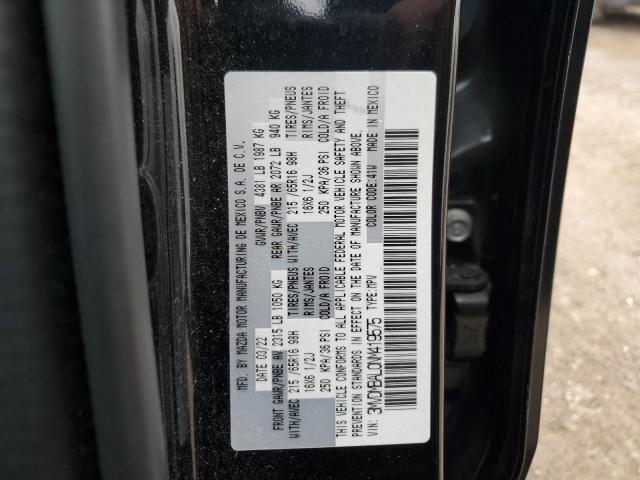 MFD. BY MAZDA MOTOR MANUFACTURING DE MEXICO S.A. DE C.V.
DATE 03/22 GVWR/PNBV 4381 LB 1987 KG
FRONT GAWR/PNBE AV 2315 LB 1050 KG REAR GAWR/PNBE AR 2072 LB 940 KG
WITH/AVEC 215 /65R16 98H TIRES/PNEUS WITH/AVEC 215 /65R16 98H TIRES/PNEUS
16X6 1/2J RIMS/JANTES 16X6 1/2J RIMS/JANTES
250 KPA/36 PSI COLD/A FROID 250 KPA/36 PSI COLD/A FROID
THIS VEHICLE CONFORMS TO ALL APPLICABLE FEDERAL MOTOR VEHICLE SAFETY AND THEFT
PREVENTION STANDARDS IN EFFECT ON THE DATE OF MANUFACTURE SHOWN ABOVE.
VIN: 3MVDMBAL0NM419575 TYPE: MPV COLOR CODE:41W MADE IN MEXICO
ZR